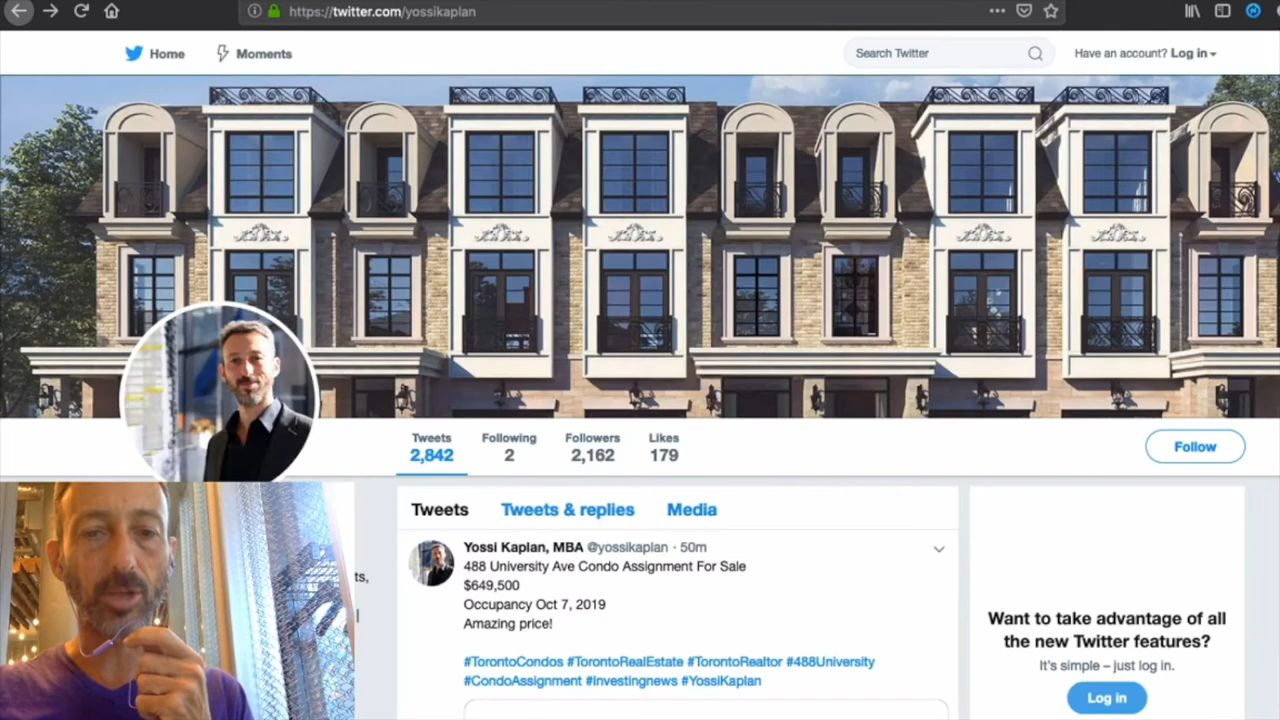 https://twitter.com/yossikaplan
Home
Moments
Search Twitter
Have an account? Log in
Tweets
2,842
Following
2
Followers
2,162
Likes
179
Follow
Tweets
Tweets & replies
Media
Yossi Kaplan, MBA @yossikaplan · 50m
488 University Ave Condo Assignment For Sale
$649,500
Occupancy Oct 7, 2019
Amazing price!
#TorontoCondos #TorontoRealEstate #TorontoRealtor #488University
#CondoAssignment #investingnews #YossiKaplan
ts,
Want to take advantage of all
the new Twitter features?
It's simple – just log in.
Log in